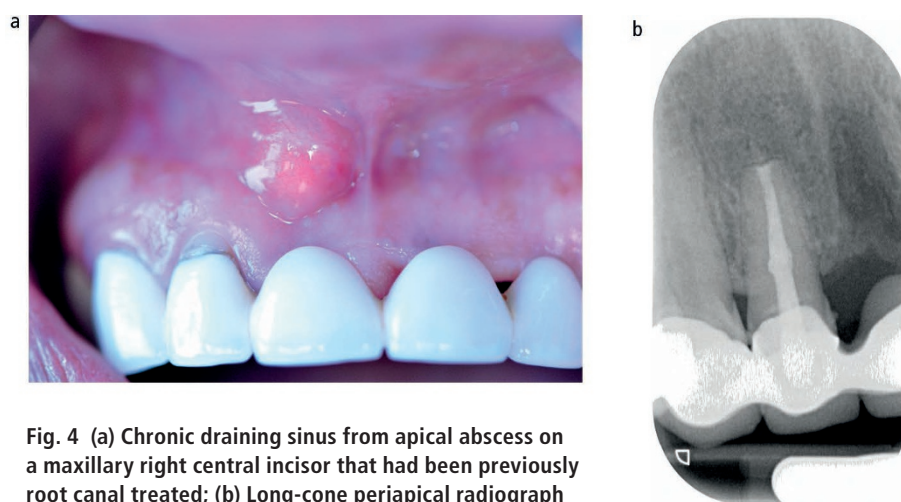 a
b
Fig. 4 (a) Chronic draining sinus from apical abscess on
a maxillary right central incisor that had been previously
root canal treated; (b) Long-cone periapical radiograph